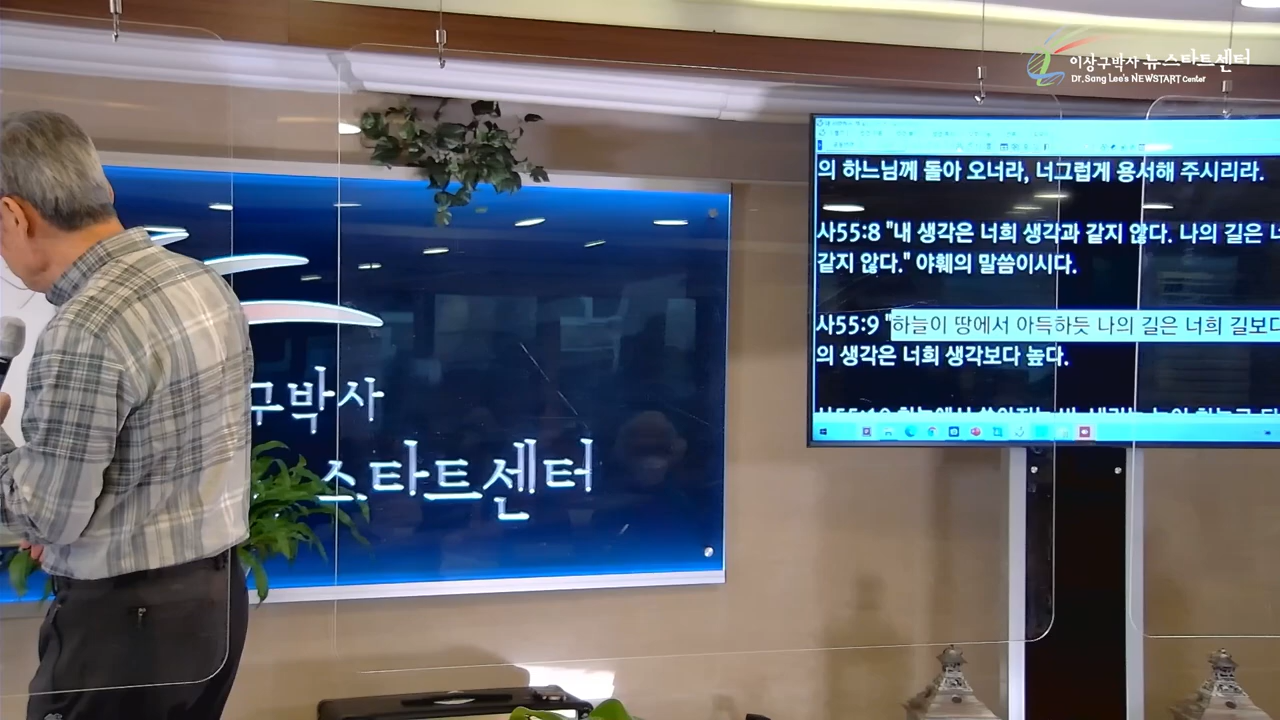 이상구박사 뉴스타트센터
Dr. Sang Lee's NEWSTART Center
의 하느님께 돌아 오너라, 너그럽게 용서해 주시리라.
사55:8 "내 생각은 너희 생각과 같지 않다. 나의 길은 너
같지 않다." 야훼의 말씀이시다.
사55:9 "하늘이 땅에서 아득하듯 나의 길은 너희 길보다
의 생각은 너희 생각보다 높다.
구박사
스타트센터